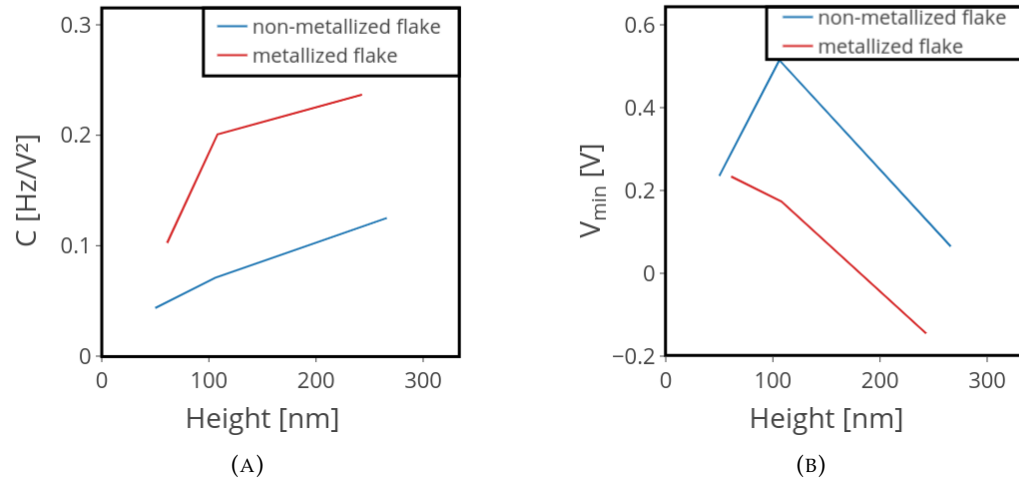 non-metallized flake
metallized flake
0.3
0.2
0.1
0
C [Hz/V²]
0
100
200
300
Height [nm]
(A)
non-metallized flake
metallized flake
0.6
0.4
0.2
0
−0.2
V_min [V]
0
100
200
300
Height [nm]
(B)